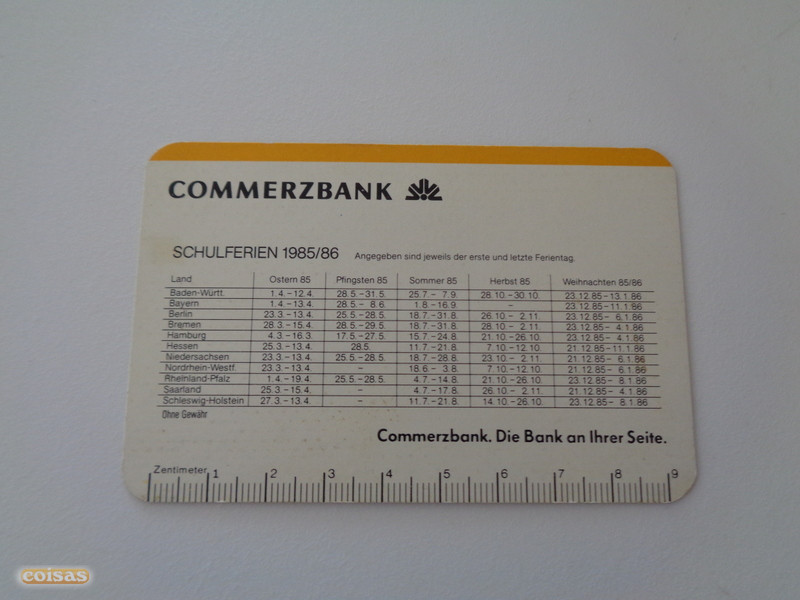 COMMERZBANK
SCHULFERIEN 1985/86 Angegeben sind jeweils der erste und letzte Ferientag.
Land Ostern 85 Pfingsten 85 Sommer 85 Herbst 85 Weihnachten 85/86
Baden-Württ. 1.4.–12.4. 28.5.–31.5. 25.7.– 7.9. 28.10.–30.10. 23.12.85–13.1.86
Bayern 1.4.–13.4. 28.5.– 8.6. 1.8.–16.9. – 23.12.85–11.1.86
Berlin 23.3.–13.4. 25.5.–28.5. 18.7.–31.8. 26.10.– 2.11. 23.12.85– 6.1.86
Bremen 28.3.–15.4. 28.5.–29.5. 18.7.–31.8. 28.10.– 2.11. 23.12.85– 4.1.86
Hamburg 4.3.–16.3. 17.5.–27.5. 15.7.–24.8. 21.10.–26.10. 23.12.85– 4.1.86
Hessen 25.3.–13.4. 28.5. 11.7.–21.8. 7.10.–12.10. 21.12.85–11.1.86
Niedersachsen 23.3.–13.4. 25.5.–28.5. 18.7.–28.8. 23.10.– 2.11. 21.12.85– 6.1.86
Nordrhein-Westf. 23.3.–13.4. – 18.6.– 3.8. 7.10.–12.10. 21.12.85– 6.1.86
Rheinland-Pfalz 1.4.–19.4. 25.5.–28.5. 4.7.–14.8. 21.10.–26.10. 23.12.85– 8.1.86
Saarland 25.3.–15.4. – 4.7.–17.8. 26.10.– 2.11. 21.12.85– 4.1.86
Schleswig-Holstein 27.3.–13.4. – 11.7.–21.8. 14.10.–26.10. 23.12.85– 8.1.86
Ohne Gewähr
Commerzbank. Die Bank an Ihrer Seite.
Zentimeter 1 2 3 4 5 6 7 8 9
coisas